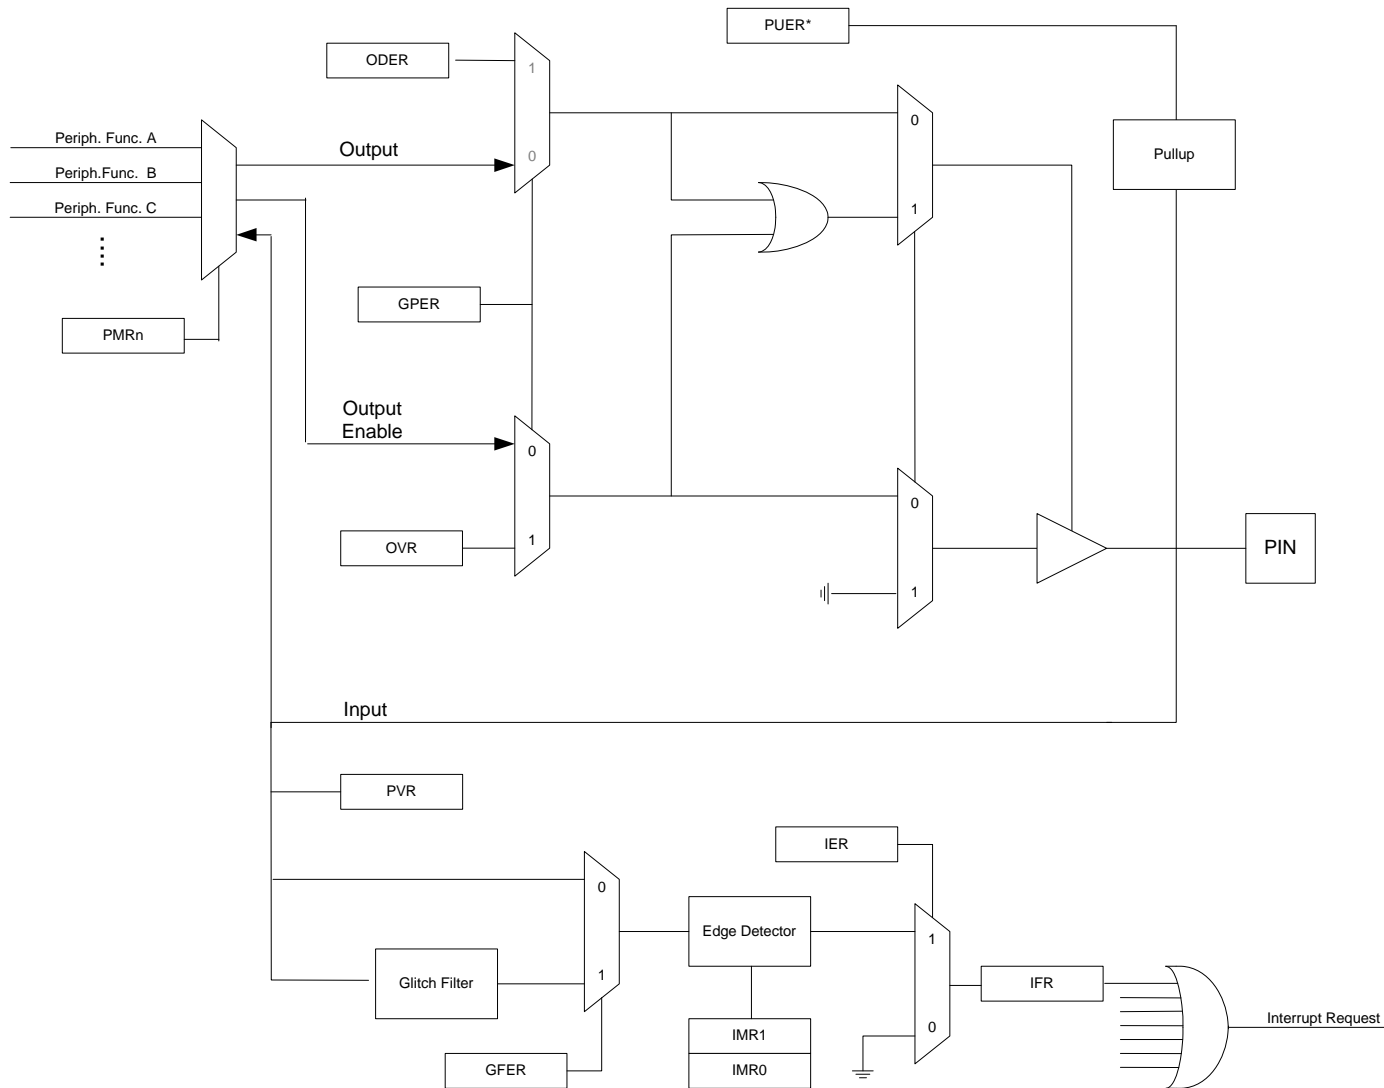 PUER*
ODER
1
0
Periph. Func. A
Periph.Func. B
Periph. Func. C
Output
0
1
Pullup
GPER
PMRn
Output
Enable
0
1
OVR
0
1
PIN
Input
PVR
IER
0
1
Edge Detector
1
0
Glitch Filter
IFR
Interrupt Request
IMR1
IMR0
GFER